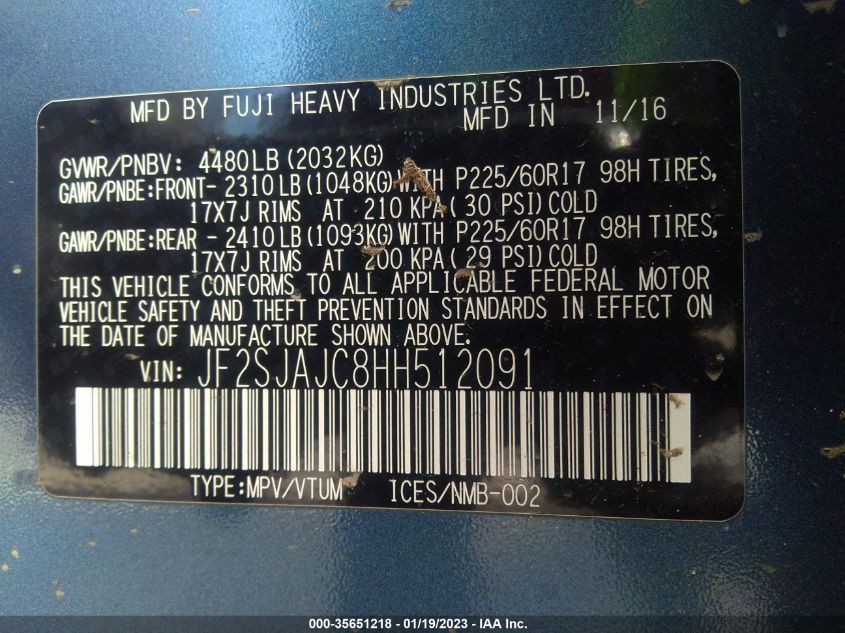 MFD BY FUJI HEAVY INDUSTRIES LTD.
MFD IN 11/16
GVWR/PNBV: 4480LB (2032KG)
GAWR/PNBE:FRONT- 2310LB (1048KG) WITH P225/60R17 98H TIRES,
17X7J RIMS AT 210 KPA( 30 PSI) COLD
GAWR/PNBE:REAR - 2410LB (1093KG) WITH P225/60R17 98H TIRES,
17X7J RIMS AT 200 KPA( 29 PSI) COLD
THIS VEHICLE CONFORMS TO ALL APPLICABLE FEDERAL MOTOR
VEHICLE SAFETY AND THEFT PREVENTION STANDARDS IN EFFECT ON
THE DATE OF MANUFACTURE SHOWN ABOVE.
VIN: JF2SJAJC8HH512091
TYPE:MPV/VTUM ICES/NMB-002
000-35651218 - 01/19/2023 - IAA Inc.